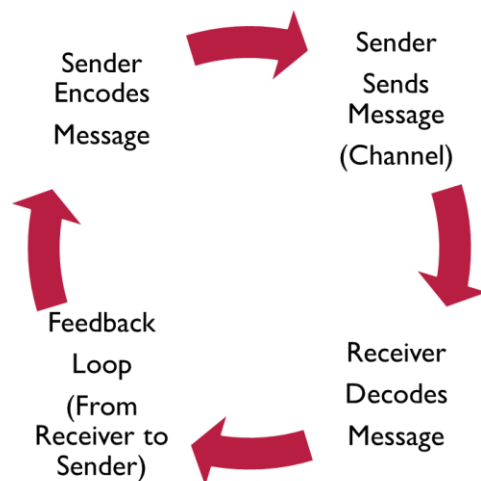 Sender
Encodes
Message
Sender
Sends
Message
(Channel)
Receiver
Decodes
Message
Feedback
Loop
(From
Receiver to
Sender)